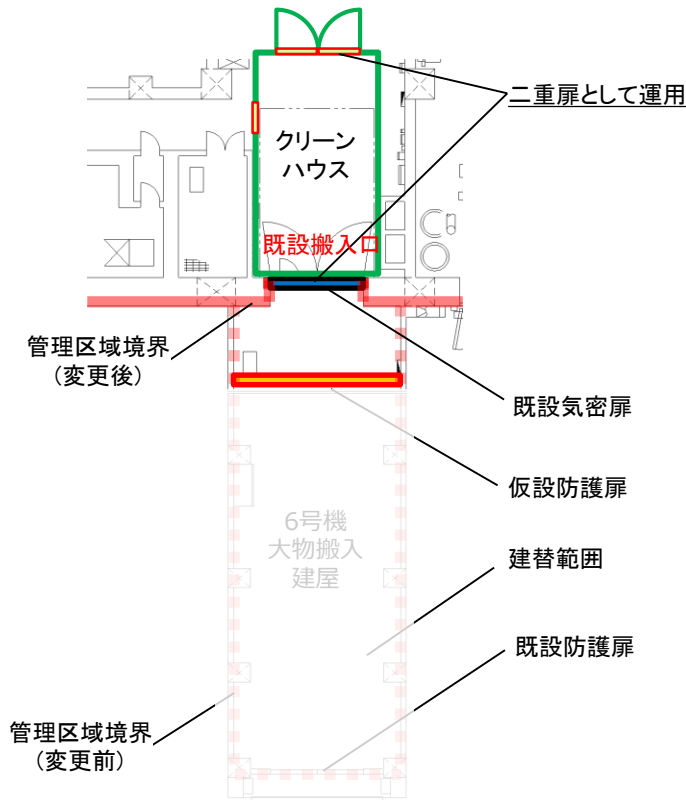 二重扉として運用
クリーン
ハウス
既設搬入口
管理区域境界
(変更後)
既設気密扉
仮設防護扉
6号機
大物搬入
建屋
建替範囲
既設防護扉
管理区域境界
(変更前)